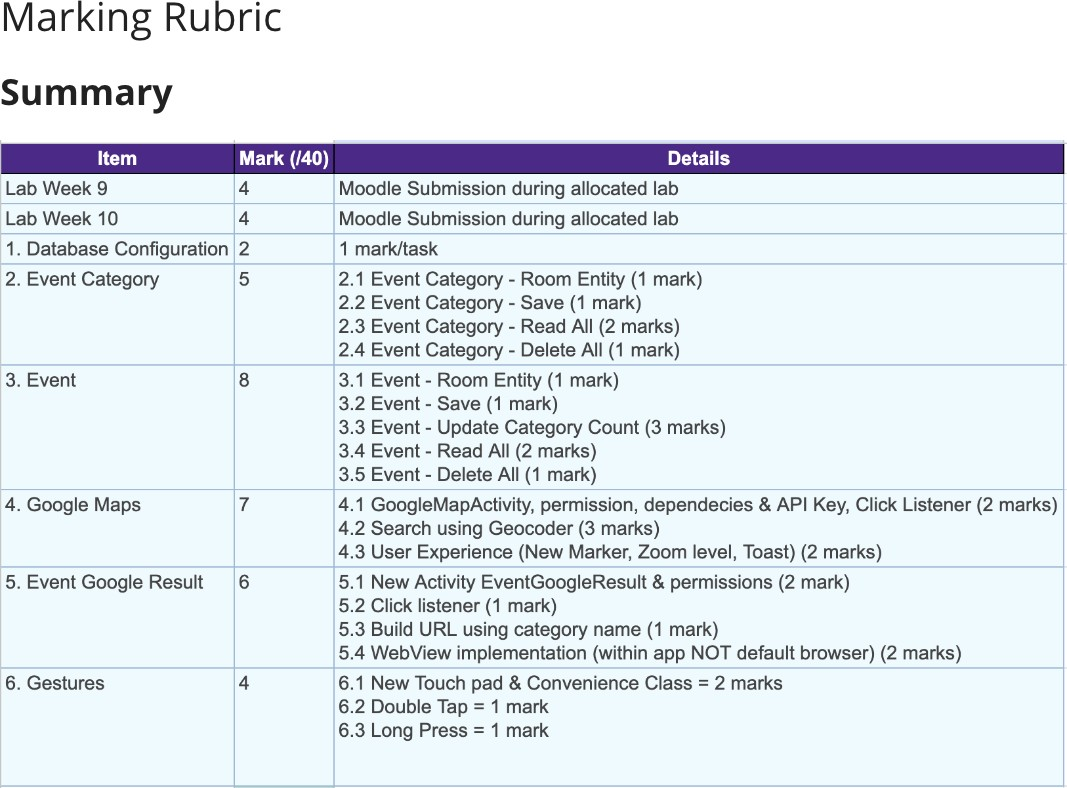 Marking Rubric
Summary
Item Mark (/40) Details
Lab Week 9 4 Moodle Submission during allocated lab
Lab Week 10 4 Moodle Submission during allocated lab
1. Database Configuration 2 1 mark/task
2. Event Category 5 2.1 Event Category - Room Entity (1 mark)
2.2 Event Category - Save (1 mark)
2.3 Event Category - Read All (2 marks)
2.4 Event Category - Delete All (1 mark)
3. Event 8 3.1 Event - Room Entity (1 mark)
3.2 Event - Save (1 mark)
3.3 Event - Update Category Count (3 marks)
3.4 Event - Read All (2 marks)
3.5 Event - Delete All (1 mark)
4. Google Maps 7 4.1 GoogleMapActivity, permission, dependecies & API Key, Click Listener (2 marks)
4.2 Search using Geocoder (3 marks)
4.3 User Experience (New Marker, Zoom level, Toast) (2 marks)
5. Event Google Result 6 5.1 New Activity EventGoogleResult & permissions (2 mark)
5.2 Click listener (1 mark)
5.3 Build URL using category name (1 mark)
5.4 WebView implementation (within app NOT default browser) (2 marks)
6. Gestures 4 6.1 New Touch pad & Convenience Class = 2 marks
6.2 Double Tap = 1 mark
6.3 Long Press = 1 mark